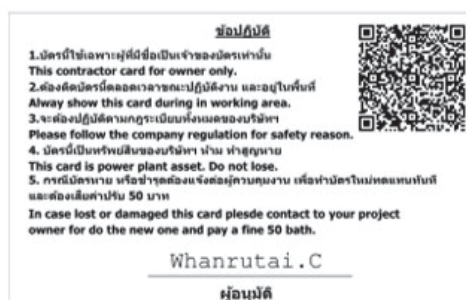 ข้อปฏิบัติ
1.บัตรนี้ใช้เฉพาะผู้ที่มีชื่อเป็นเจ้าของบัตรเท่านั้น
This contractor card for owner only.
2.ต้องติดบัตรนี้ตลอดเวลาขณะปฏิบัติงาน และอยู่ในพื้นที่
Alway show this card during in working area.
3.จะต้องปฏิบัติตามกฎระเบียบทั้งหมดของบริษัทฯ
Please follow the company regulation for safety reason.
4. บัตรนี้เป็นทรัพย์สินของบริษัทฯ ห้าม ทำสูญหาย
This card is power plant asset. Do not lose.
5. กรณีบัตรหาย หรือชำรุดต้องแจ้งต่อผู้ควบคุมงาน เพื่อทำบัตรใหม่ทดแทนทันที
และต้องเสียค่าปรับ 50 บาท
In case lost or damaged this card plesde contact to your project
owner for do the new one and pay a fine 50 bath.
Whanrutai.C
ผู้อนุมัติ